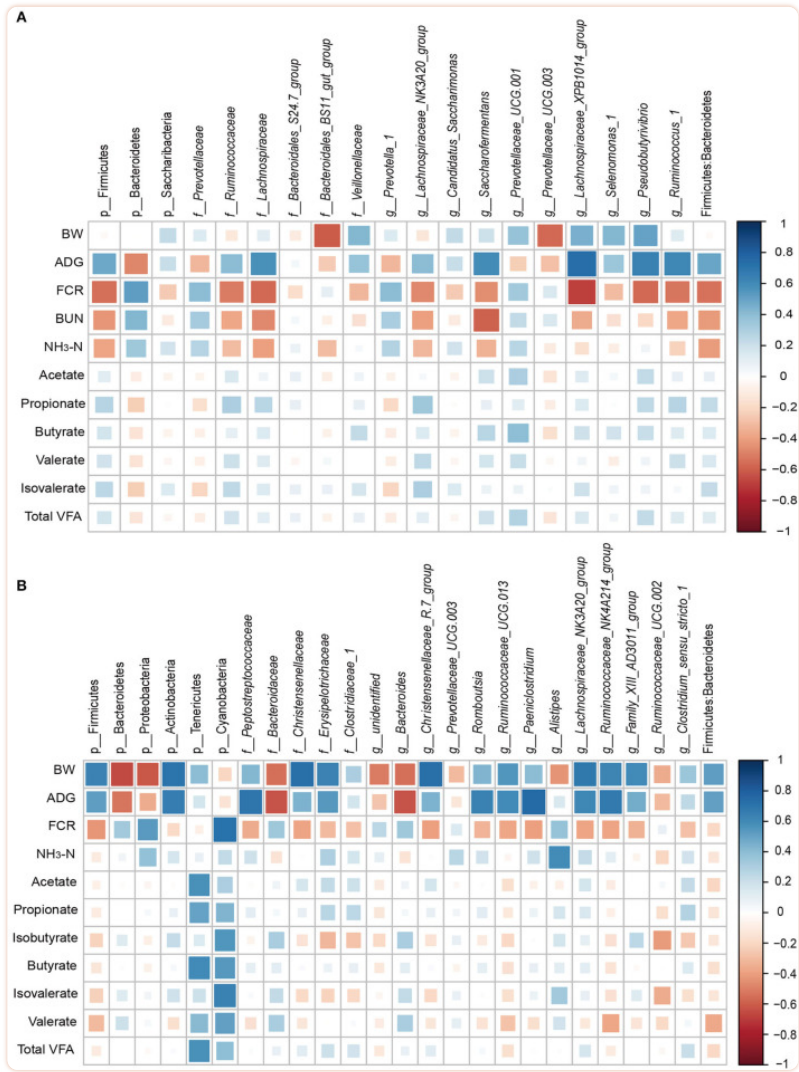 A
p__Firmicutes
p__Bacteroidetes
p__Saccharibacteria
f__Prevotellaceae
f__Ruminococcaceae
f__Lachnospiraceae
f__Bacteroidales_S24.7_group
f__Bacteroidales_BS11_gut_group
f__Veillonellaceae
g__Prevotella_1
g__Lachnospiraceae_NK3A20_group
g__Candidatus_Saccharimonas
g__Saccharofermentans
g__Prevotellaceae_UCG.001
g__Prevotellaceae_UCG.003
g__Lachnospiraceae_XPB1014_group
g__Selenomonas_1
g__Pseudobutyrivibrio
g__Ruminococcus_1
Firmicutes:Bacteroidetes
BW
ADG
FCR
BUN
NH3-N
Acetate
Propionate
Butyrate
Valerate
Isovalerate
Total VFA
1
0.8
0.6
0.4
0.2
0
−0.2
−0.4
−0.6
−0.8
−1
B
p__Firmicutes
p__Bacteroidetes
p__Proteobacteria
p__Actinobacteria
p__Tenericutes
p__Cyanobacteria
f__Peptostreptococcaceae
f__Bacteroidaceae
f__Christensenellaceae
f__Erysipelotrichaceae
f__Clostridiaceae_1
g__unidentified
g__Bacteroides
g__Christensenellaceae_R.7_group
g__Prevotellaceae_UCG.003
g__Romboutsia
g__Ruminococcaceae_UCG.013
g__Paeniclostridium
g__Alistipes
g__Lachnospiraceae_NK3A20_group
g__Ruminococcaceae_NK4A214_group
g__Family_XIII_AD3011_group
g__Ruminococcaceae_UCG.002
g__Clostridium_sensu_stricto_1
Firmicutes:Bacteroidetes
BW
ADG
FCR
NH3-N
Acetate
Propionate
Isobutyrate
Butyrate
Isovalerate
Valerate
Total VFA
1
0.8
0.6
0.4
0.2
0
−0.2
−0.4
−0.6
−0.8
−1